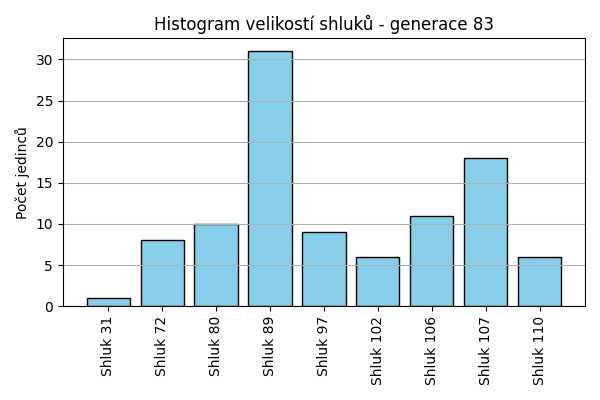 Histogram velikostí shluků - generace 83
Počet jedinců
30
25
20
15
10
5
0
Shluk 31
Shluk 72
Shluk 80
Shluk 89
Shluk 97
Shluk 102
Shluk 106
Shluk 107
Shluk 110